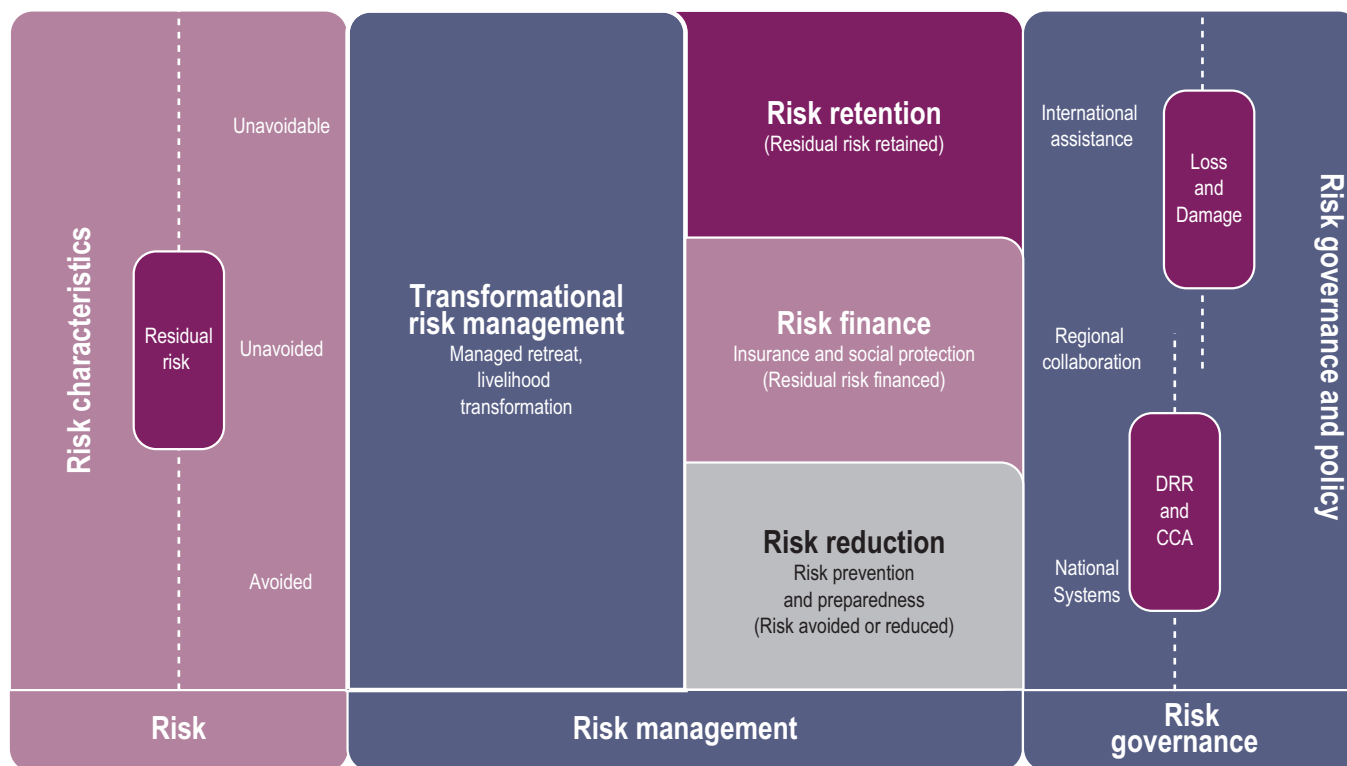 Risk characteristics
Unavoidable
Residual
risk
Unavoided
Avoided
Risk
Transformational
risk management
Managed retreat,
livelihood
transformation
Risk retention
(Residual risk retained)
Risk finance
Insurance and social protection
(Residual risk financed)
Risk reduction
Risk prevention
and preparedness
(Risk avoided or reduced)
Risk management
International
assistance
Loss
and
Damage
Regional
collaboration
DRR
and
CCA
National
Systems
Risk governance and policy
Risk
governance